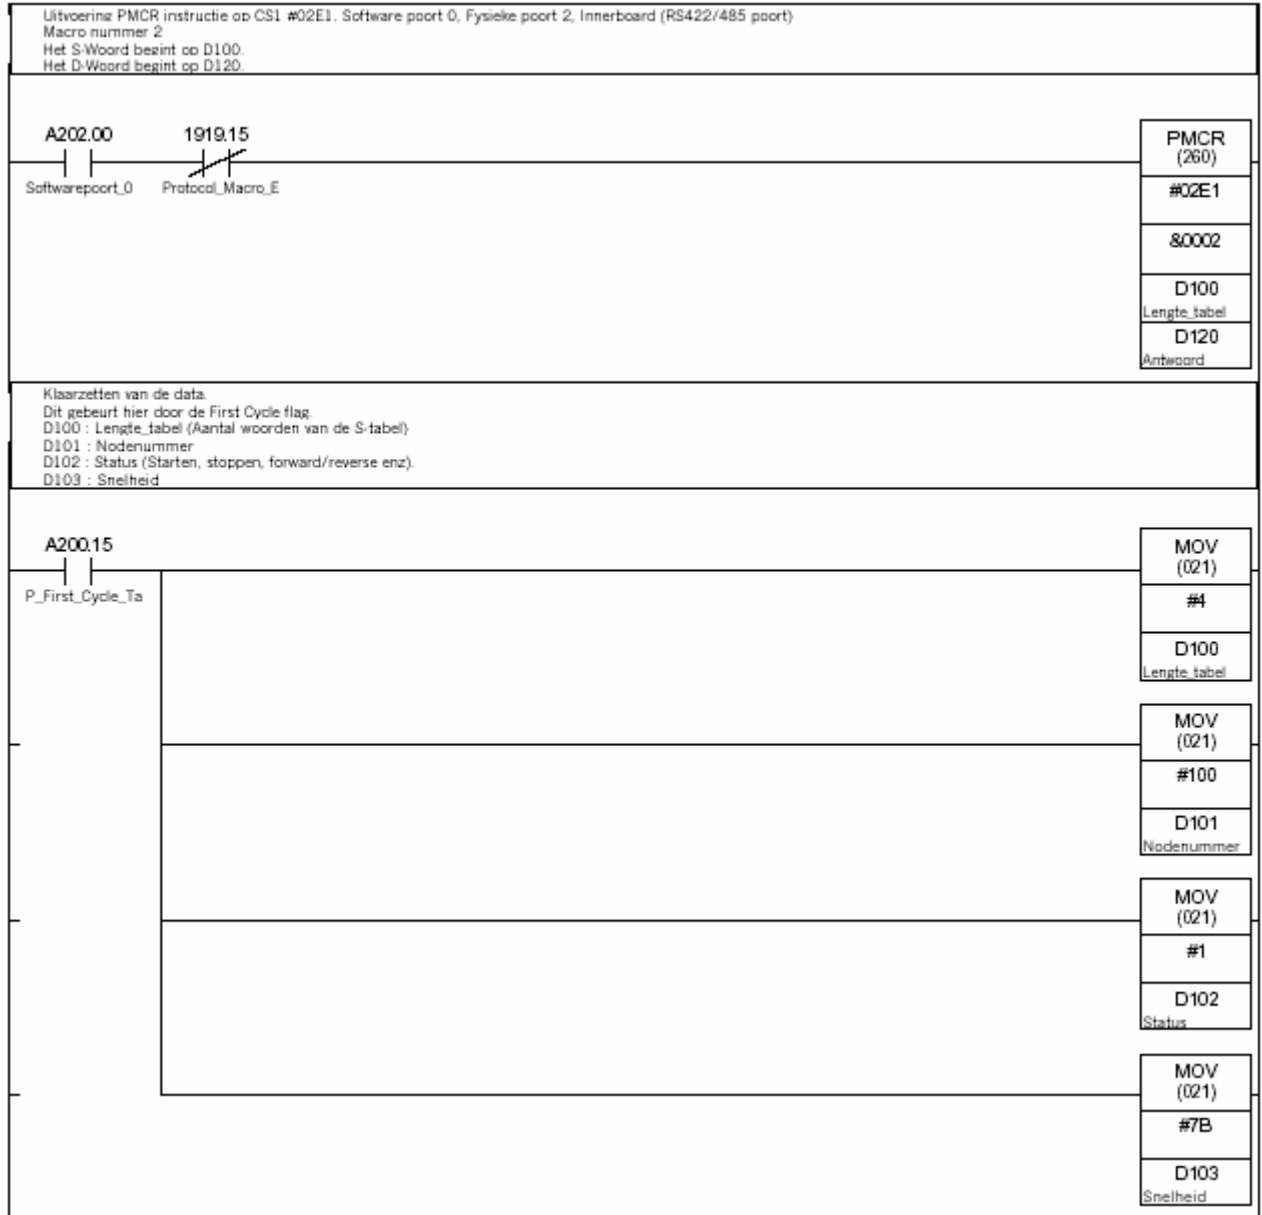 Uitvoering PMCR instructie op CS1 #02E1. Software poort 0, Fysieke poort 2, Innerboard (RS422/485 poort)
Macro nummer 2
Het S-Woord begint op D100.
Het D-Woord begint op D120.
A202.00
1919.15
PMCR
(260)
Softwarepoort_0
Protocol_Macro_E
#02E1
&0002
D100
Lengte_tabel
D120
Antwoord
Klaarzetten van de data.
Dit gebeurt hier door de First Cycle flag.
D100 : Lengte_tabel (Aantal woorden van de S-tabel)
D101 : Nodenummer
D102 : Status (Starten, stoppen, forward/reverse enz).
D103 : Snelheid
A200.15
MOV
(021)
P_First_Cycle_Ta
#4
D100
Lengte_tabel
MOV
(021)
#100
D101
Nodenummer
MOV
(021)
#1
D102
Status
MOV
(021)
#7B
D103
Snelheid